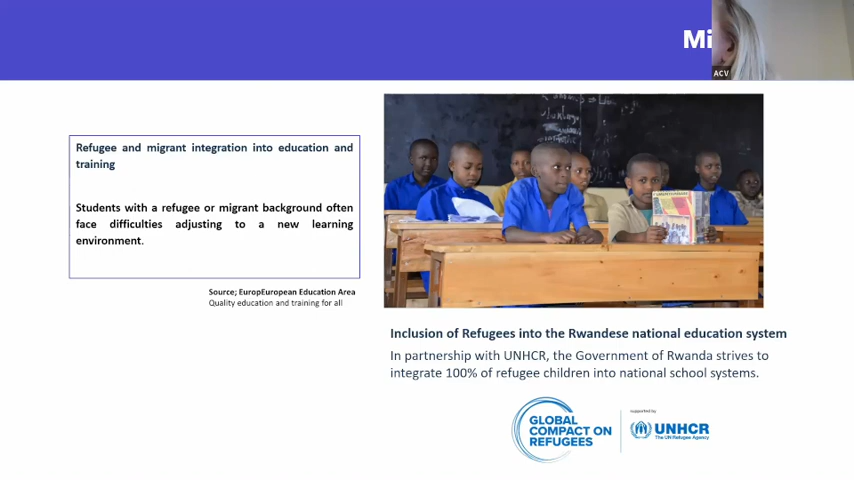 Mi
ACV
Refugee and migrant integration into education and
training
Students with a refugee or migrant background often
face difficulties adjusting to a new learning
environment.
Source; EuropEuropean Education Area
Quality education and training for all
Inclusion of Refugees into the Rwandese national education system
In partnership with UNHCR, the Government of Rwanda strives to
integrate 100% of refugee children into national school systems.
GLOBAL
COMPACT ON
REFUGEES
supported by
UNHCR
The UN Refugee Agency